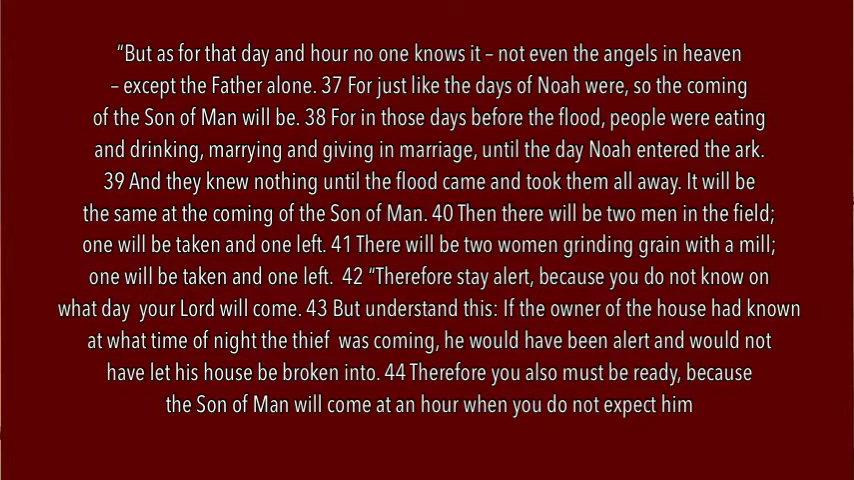 “But as for that day and hour no one knows it – not even the angels in heaven
– except the Father alone. 37 For just like the days of Noah were, so the coming
of the Son of Man will be. 38 For in those days before the flood, people were eating
and drinking, marrying and giving in marriage, until the day Noah entered the ark.
39 And they knew nothing until the flood came and took them all away. It will be
the same at the coming of the Son of Man. 40 Then there will be two men in the field;
one will be taken and one left. 41 There will be two women grinding grain with a mill;
one will be taken and one left.  42 “Therefore stay alert, because you do not know on
what day  your Lord will come. 43 But understand this: If the owner of the house had known
at what time of night the thief  was coming, he would have been alert and would not
have let his house be broken into. 44 Therefore you also must be ready, because
the Son of Man will come at an hour when you do not expect him